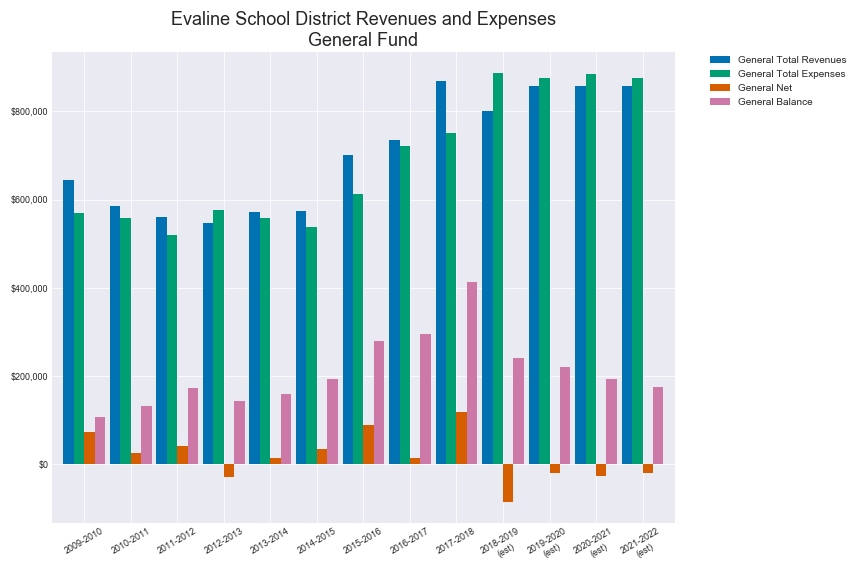 Evaline School District Revenues and Expenses
General Fund
General Total Revenues
General Total Expenses
General Net
General Balance
$800,000
$600,000
$400,000
$200,000
$0
2009-2010
2010-2011
2011-2012
2012-2013
2013-2014
2014-2015
2015-2016
2016-2017
2017-2018
2018-2019
(est)
2019-2020
(est)
2020-2021
(est)
2021-2022
(est)